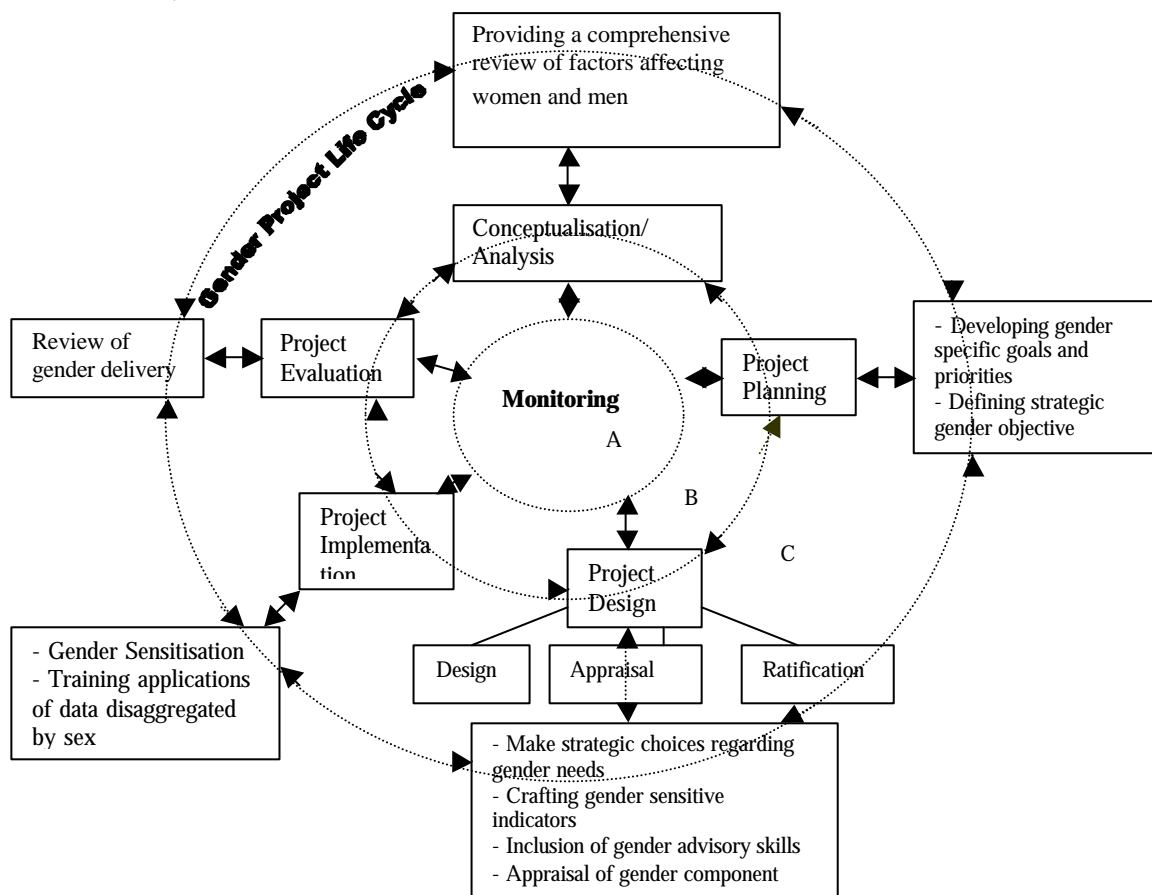 Providing a comprehensive
review of factors affecting
women and men
Gender Project Life Cycle
Conceptualisation/
Analysis
Review of
gender delivery
Project
Evaluation
Monitoring
A
Project
Planning
- Developing gender
specific goals and
priorities
- Defining strategic
gender objective
B
C
Project
Implementa
tion
Project
Design
Design
Appraisal
Ratification
- Gender Sensitisation
- Training applications
of data disaggregated
by sex
- Make strategic choices regarding
gender needs
- Crafting gender sensitive
indicators
- Inclusion of gender advisory skills
- Appraisal of gender component